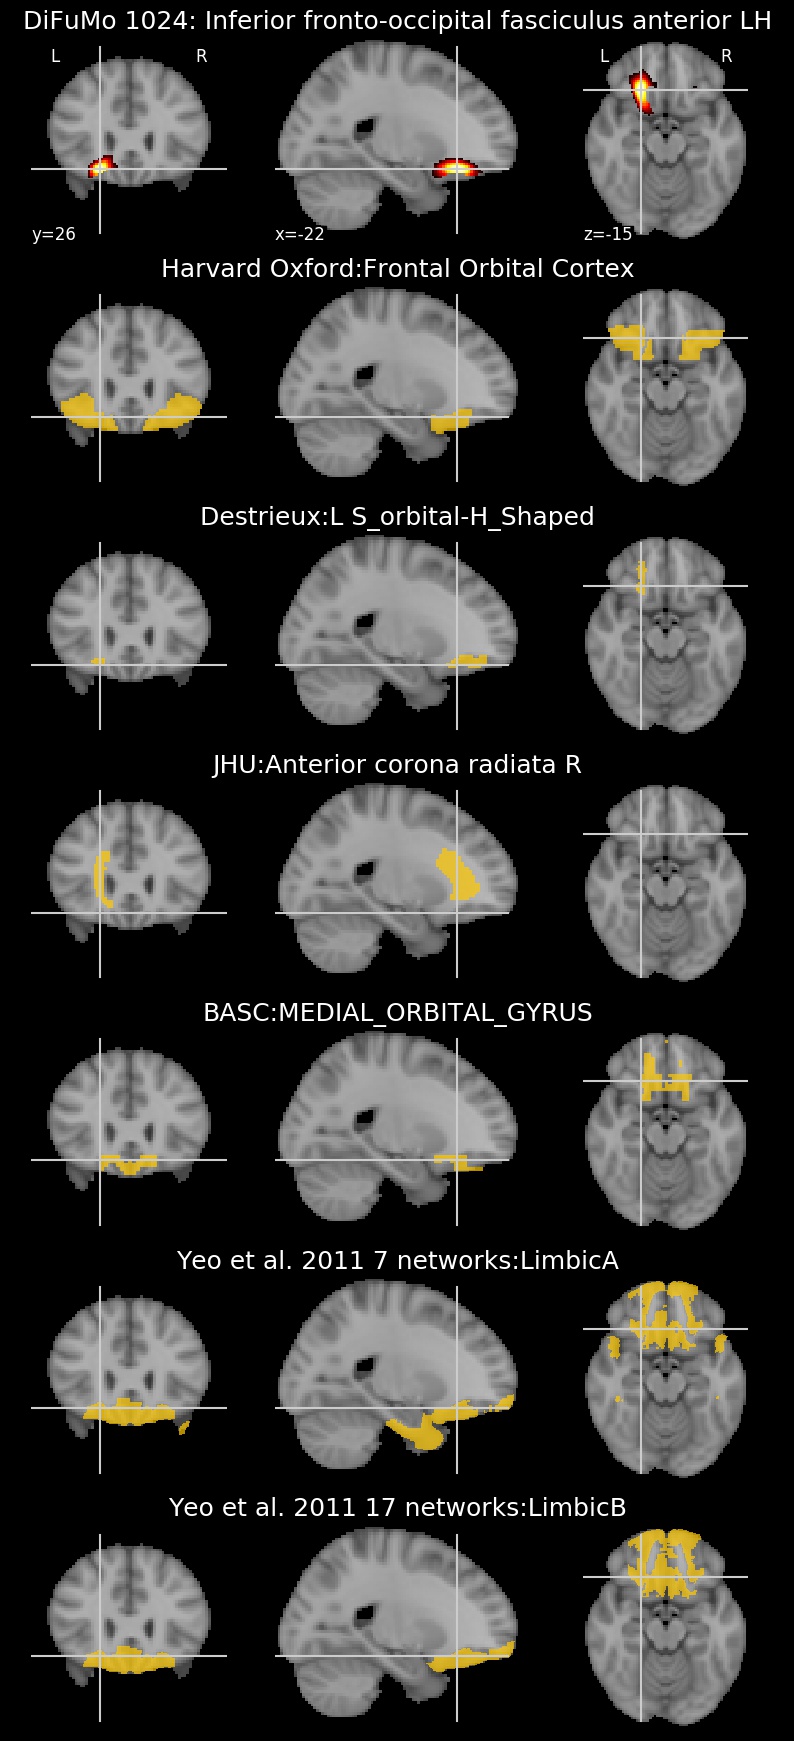 DiFuMo 1024: Inferior fronto-occipital fasciculus anterior LH
L R L R
y=26 x=-22 z=-15
Harvard Oxford:Frontal Orbital Cortex
Destrieux:L S_orbital-H_Shaped
JHU:Anterior corona radiata R
BASC:MEDIAL_ORBITAL_GYRUS
Yeo et al. 2011 7 networks:LimbicA
Yeo et al. 2011 17 networks:LimbicB